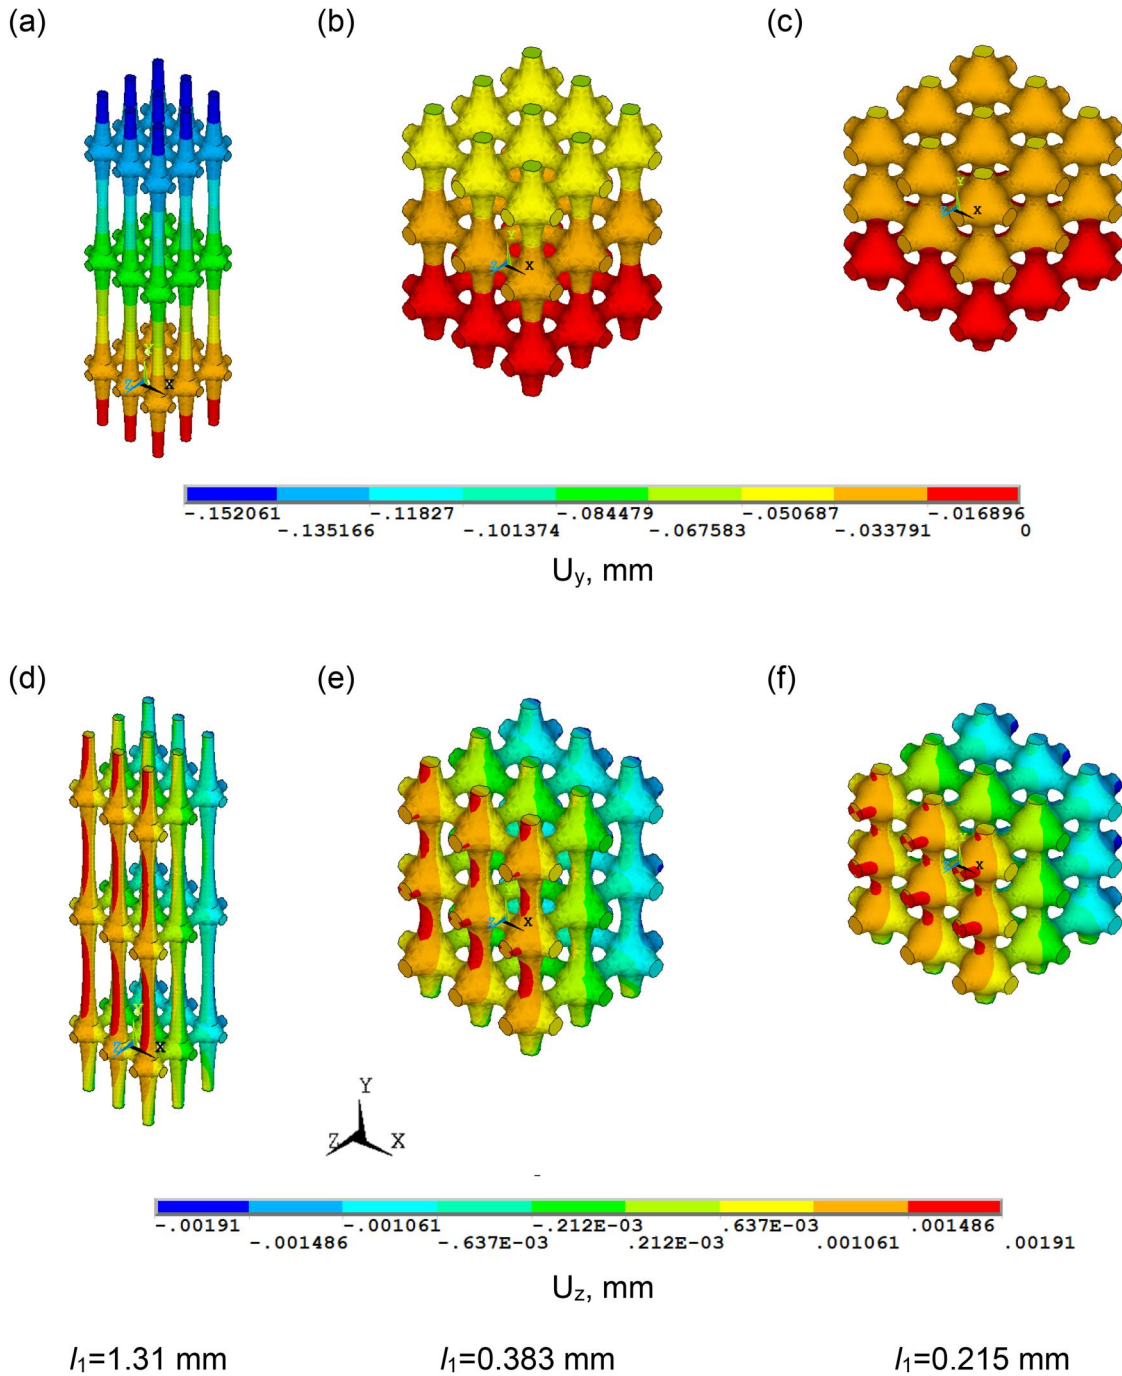 (a)
(b)
(c)
Y
Z
X
Y
Z
X
Y
Z
X
-.152061 -.11827 -.084479 -.050687 -.016896
-.135166 -.101374 -.067583 -.033791 0
Uy, mm
(d)
(e)
(f)
Y
Z
X
Z
X
Y
Z
X
Y
Z
X
-.00191 -.001061 -.212E-03 .637E-03 .001486
-.001486 -.637E-03 .212E-03 .001061 .00191
Uz, mm
l1=1.31 mm
l1=0.383 mm
l1=0.215 mm